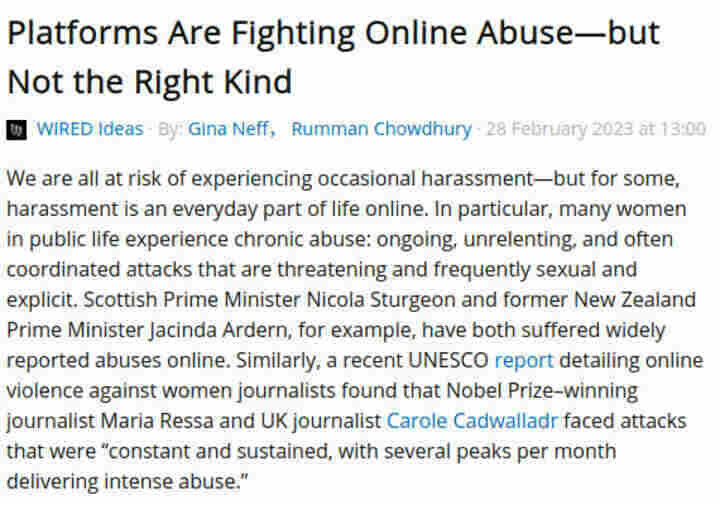 Platforms Are Fighting Online Abuse—but
Not the Right Kind
WIRED Ideas · By: Gina Neff, Rumman Chowdhury · 28 February 2023 at 13:00
We are all at risk of experiencing occasional harassment—but for some,
harassment is an everyday part of life online. In particular, many women
in public life experience chronic abuse: ongoing, unrelenting, and often
coordinated attacks that are threatening and frequently sexual and
explicit. Scottish Prime Minister Nicola Sturgeon and former New Zealand
Prime Minister Jacinda Ardern, for example, have both suffered widely
reported abuses online. Similarly, a recent UNESCO report detailing online
violence against women journalists found that Nobel Prize–winning
journalist Maria Ressa and UK journalist Carole Cadwalladr faced attacks
that were “constant and sustained, with several peaks per month
delivering intense abuse.”